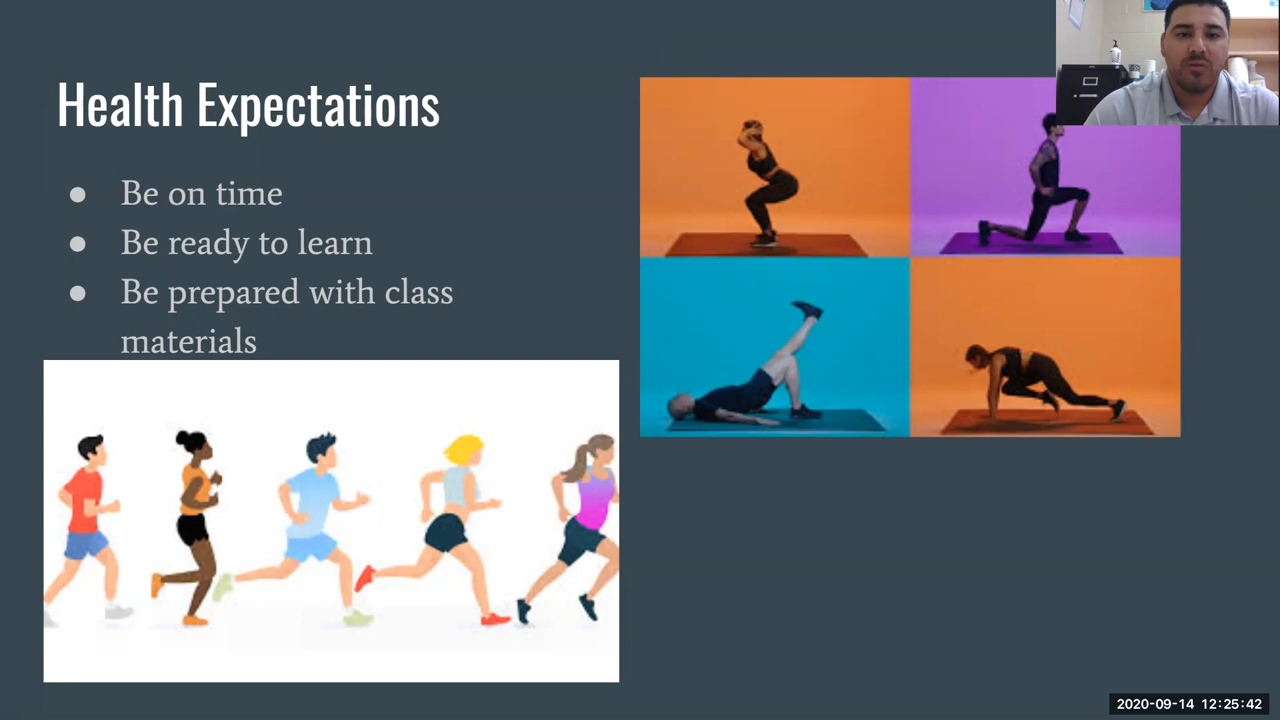 Health Expectations
● Be on time
● Be ready to learn
● Be prepared with class
materials
2020-09-14 12:25:42